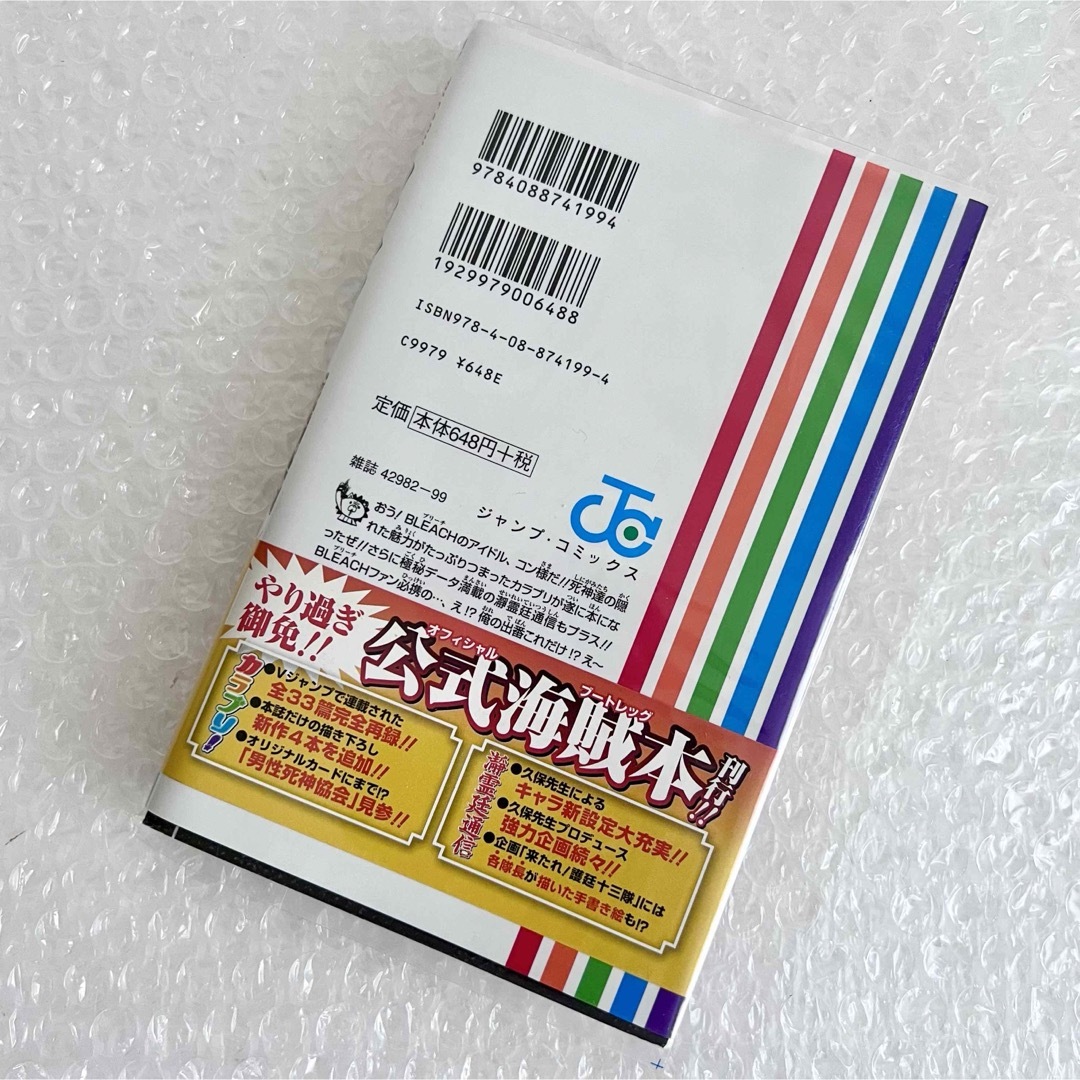 9784088741994
1929979006488
ISBN978-4-08-874199-4
C9979 ¥648E
定価 本体648円+税
雑誌 42982-99
JC
ジャンプ・コミックス
おう! BLEACHのアイドル、コン様だ!! 死神達の隠
れた魅力がたっぷりつまったカラブリが遂に本にな
ったぜ!! さらに極秘データ満載の瀞霊廷通信もプラス!!
BLEACHファン必携の…、え!? 俺の出番これだけ!? え~
やり過ぎ
御免!!
オフィシャル ブートレッグ
公式海賊本刊行!!
カラブリ!
●Vジャンプで連載された
全33篇完全再録!!
●本誌だけの描き下ろし
新作4本を追加!!
●オリジナルカードにまで!?
「男性死神協会」見参!!
瀞霊廷通信
●久保先生による
キャラ新設定大充実!!
●久保先生プロデュース
強力企画続々!!
●企画「来たれ!護廷十三隊」には
各隊長が描いた手書き絵も!?